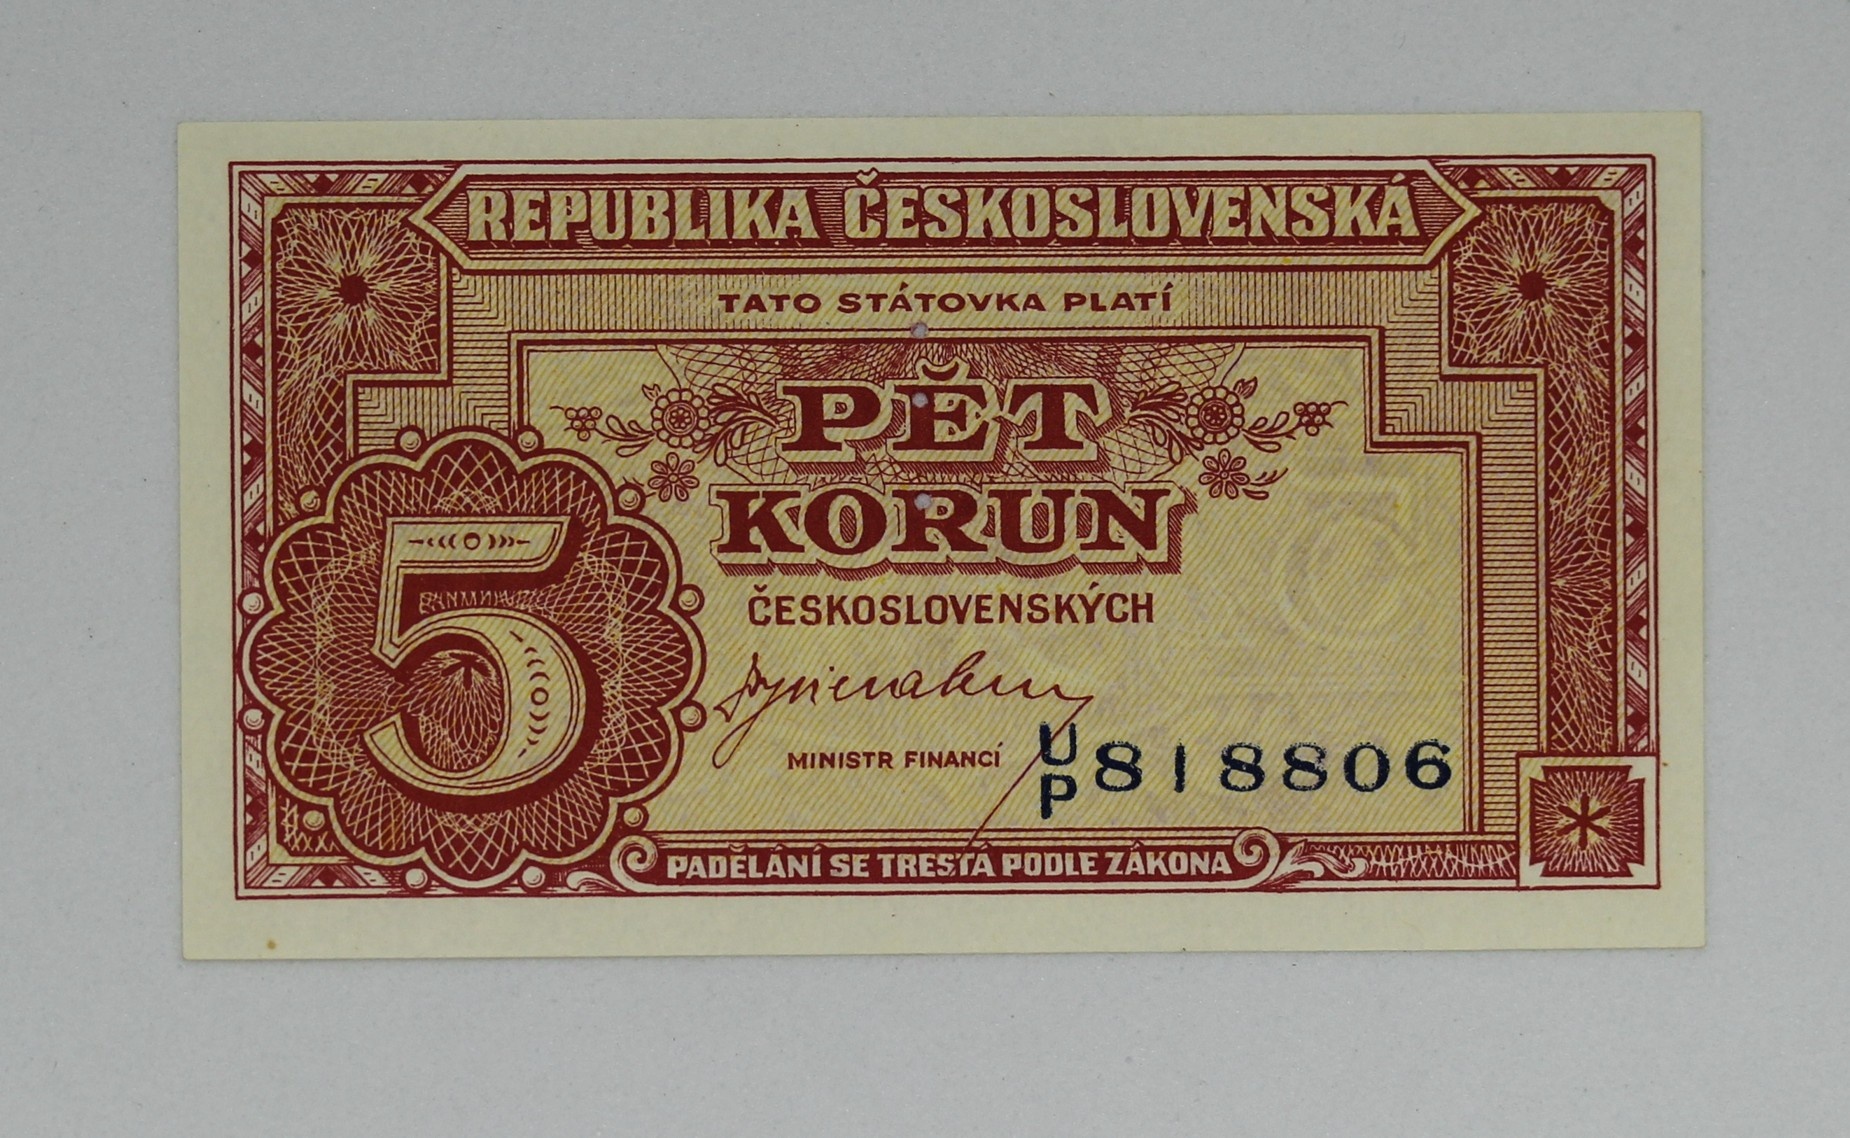 REPUBLIKA ČESKOSLOVENSKÁ
TATO STÁTOVKA PLATÍ
PĚT
KORUN
ČESKOSLOVENSKÝCH
5
MINISTR FINANCÍ
U/P 818806
PADĚLÁNÍ SE TRESTÁ PODLE ZÁKONA